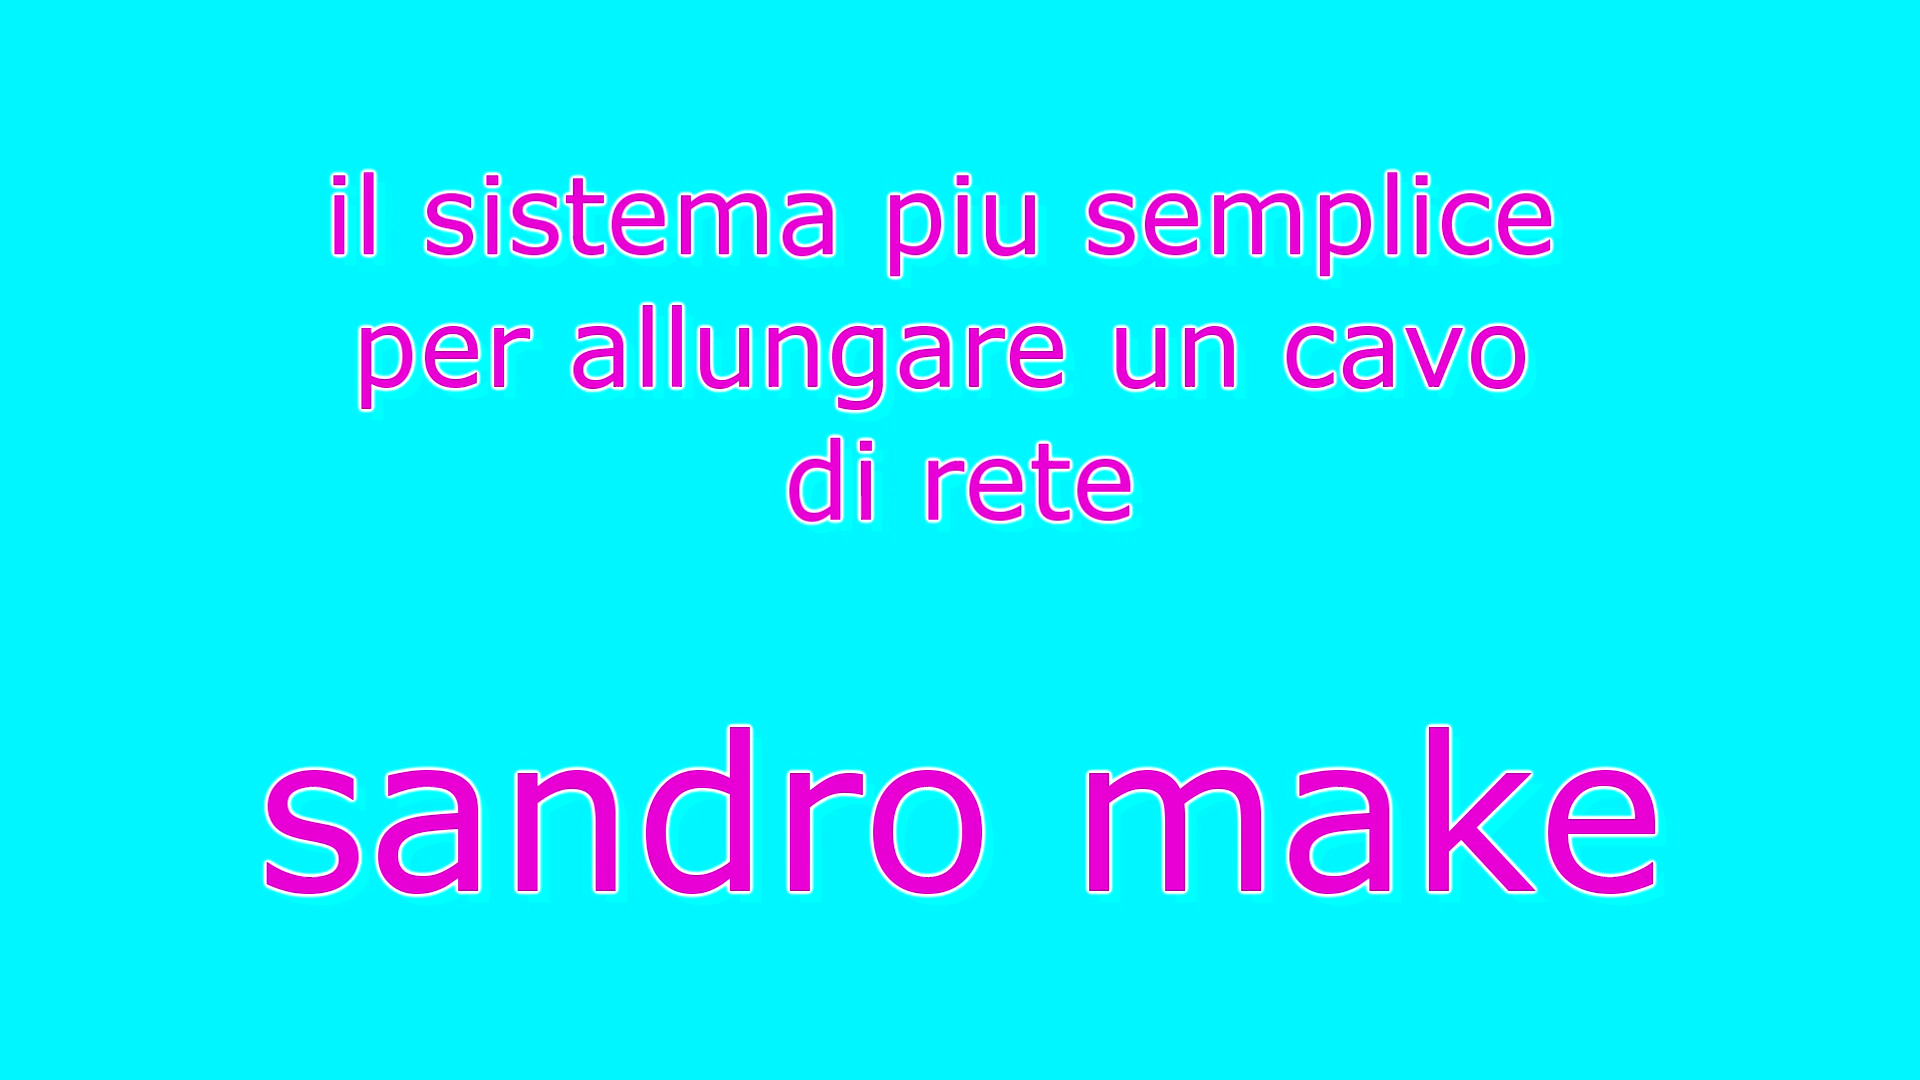 il sistema piu semplice
per allungare un cavo
di rete
sandro make